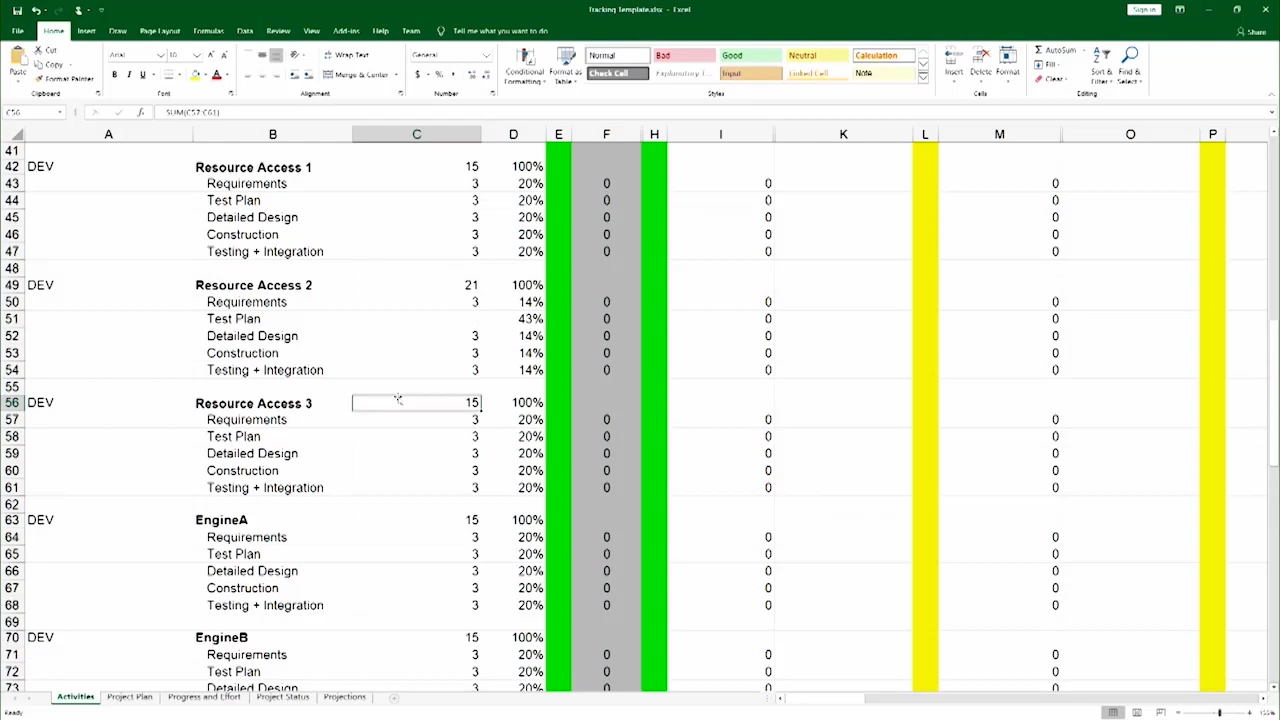 Tracking Template.xlsx - Excel
Sign in
File Home Insert Draw Page Layout Formulas Data Review View Add-ins Help Team Tell me what you want to do Share
Paste Cut Copy Format Painter Clipboard
Arial 10 B I U Font
Wrap Text Merge & Center Alignment
General $ % Number
Conditional Formatting Format as Table
Normal Bad Good Neutral Calculation
Check Cell Explanatory T... Input Linked Cell Note
Styles
Insert Delete Format Cells
AutoSum Fill Clear Sort & Filter Find & Select Editing
C56 fx SUM(C57:C61)
A B C D E F H I K L M O P
41
42 DEV Resource Access 1 15 100%
43 Requirements 3 20% 0 0 0
44 Test Plan 3 20% 0 0 0
45 Detailed Design 3 20% 0 0 0
46 Construction 3 20% 0 0 0
47 Testing + Integration 3 20% 0 0 0
48
49 DEV Resource Access 2 21 100%
50 Requirements 3 14% 0 0 0
51 Test Plan 43% 0 0 0
52 Detailed Design 3 14% 0 0 0
53 Construction 3 14% 0 0 0
54 Testing + Integration 3 14% 0 0 0
55
56 DEV Resource Access 3 15 100%
57 Requirements 3 20% 0 0 0
58 Test Plan 3 20% 0 0 0
59 Detailed Design 3 20% 0 0 0
60 Construction 3 20% 0 0 0
61 Testing + Integration 3 20% 0 0 0
62
63 DEV EngineA 15 100%
64 Requirements 3 20% 0 0 0
65 Test Plan 3 20% 0 0 0
66 Detailed Design 3 20% 0 0 0
67 Construction 3 20% 0 0 0
68 Testing + Integration 3 20% 0 0 0
69
70 DEV EngineB 15 100%
71 Requirements 3 20% 0 0 0
72 Test Plan 3 20% 0 0 0
73 Detailed Design 3 20% 0 0 0
Activities Project Plan Progress and Effort Project Status Projections
Ready